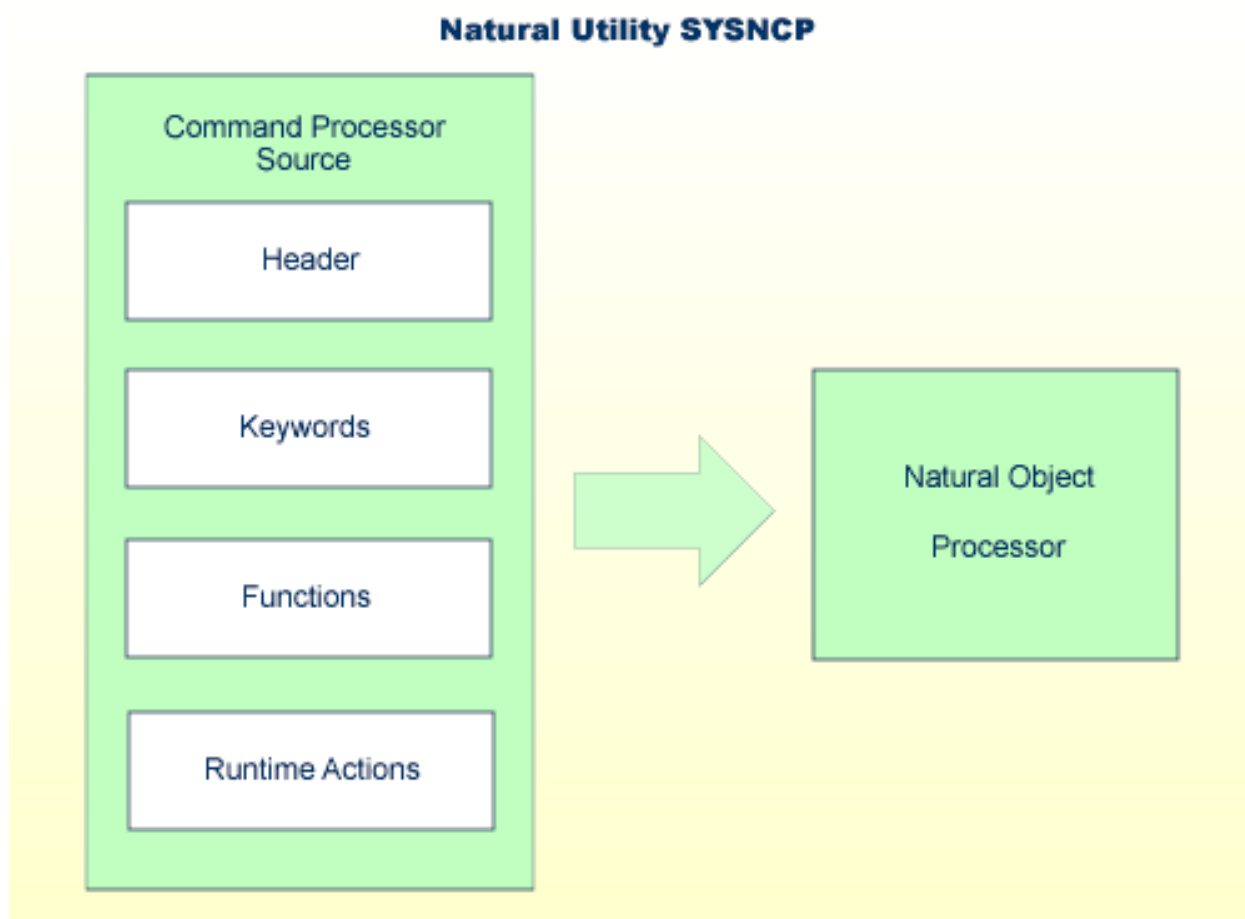 Natural Utility SYSNCP
Command Processor
Source
Header
Keywords
Functions
Runtime Actions
Natural Object
Processor